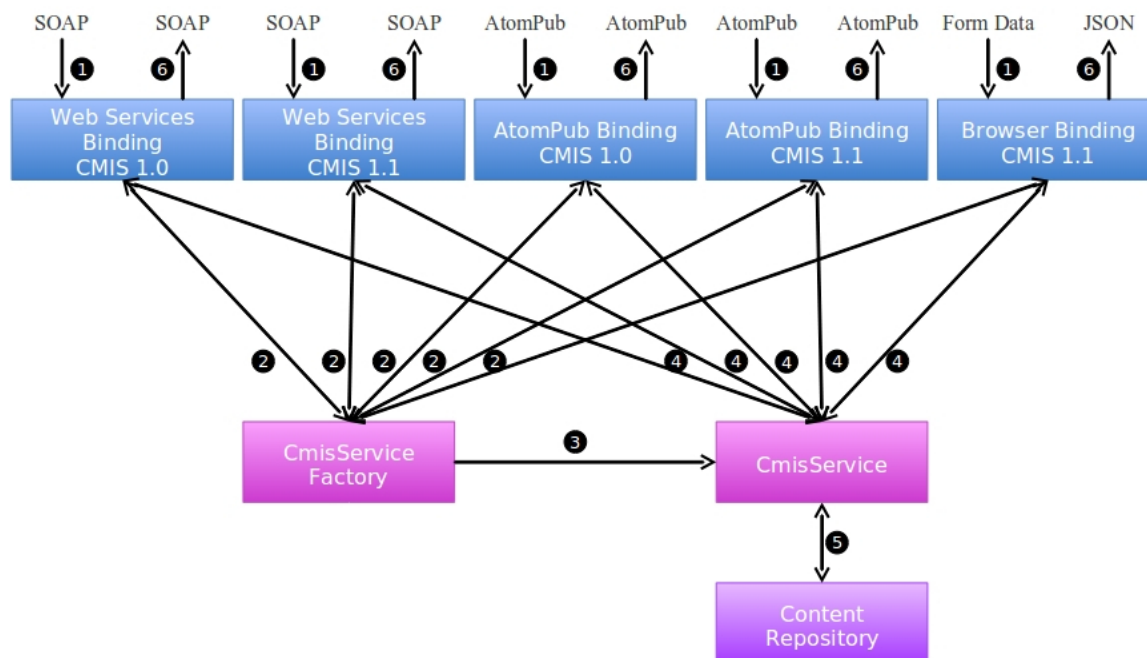 SOAP SOAP SOAP SOAP AtomPub AtomPub AtomPub AtomPub Form Data JSON
1 6 1 6 1 6 1 6 1 6
Web Services
Binding
CMIS 1.0
Web Services
Binding
CMIS 1.1
AtomPub Binding
CMIS 1.0
AtomPub Binding
CMIS 1.1
Browser Binding
CMIS 1.1
2 2 2 2 2 4 4 4 4 4
CmisService
Factory
3
CmisService
5
Content
Repository